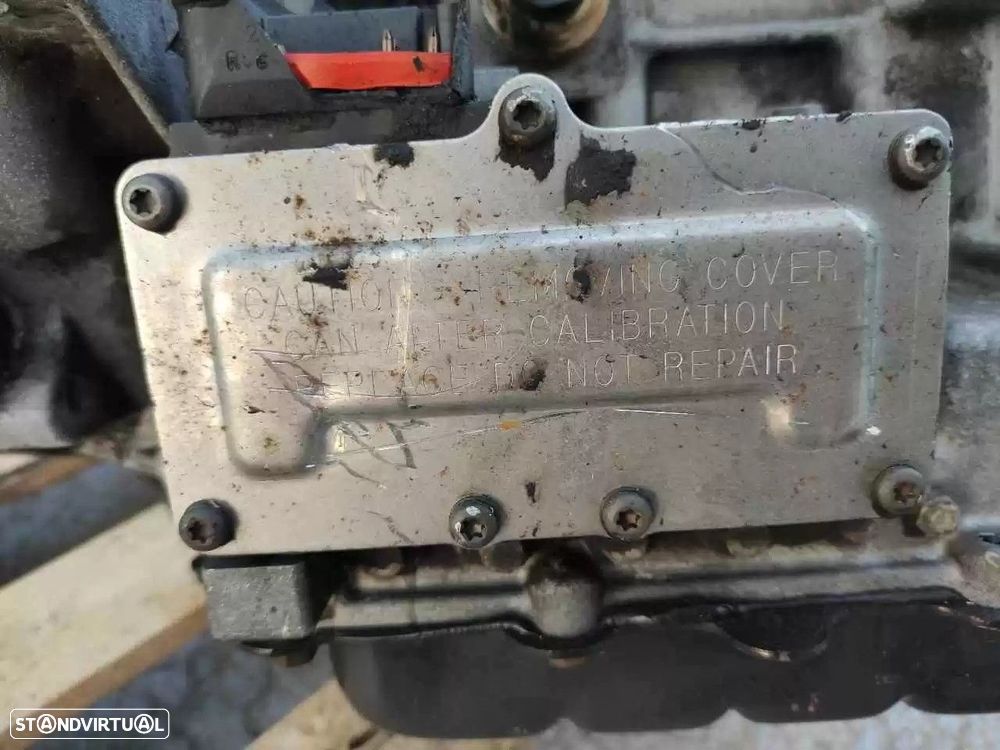 CAUTION - REMOVING COVER
CAN ALTER CALIBRATION
REPLACE DO NOT REPAIR
STANDVIRTUAL